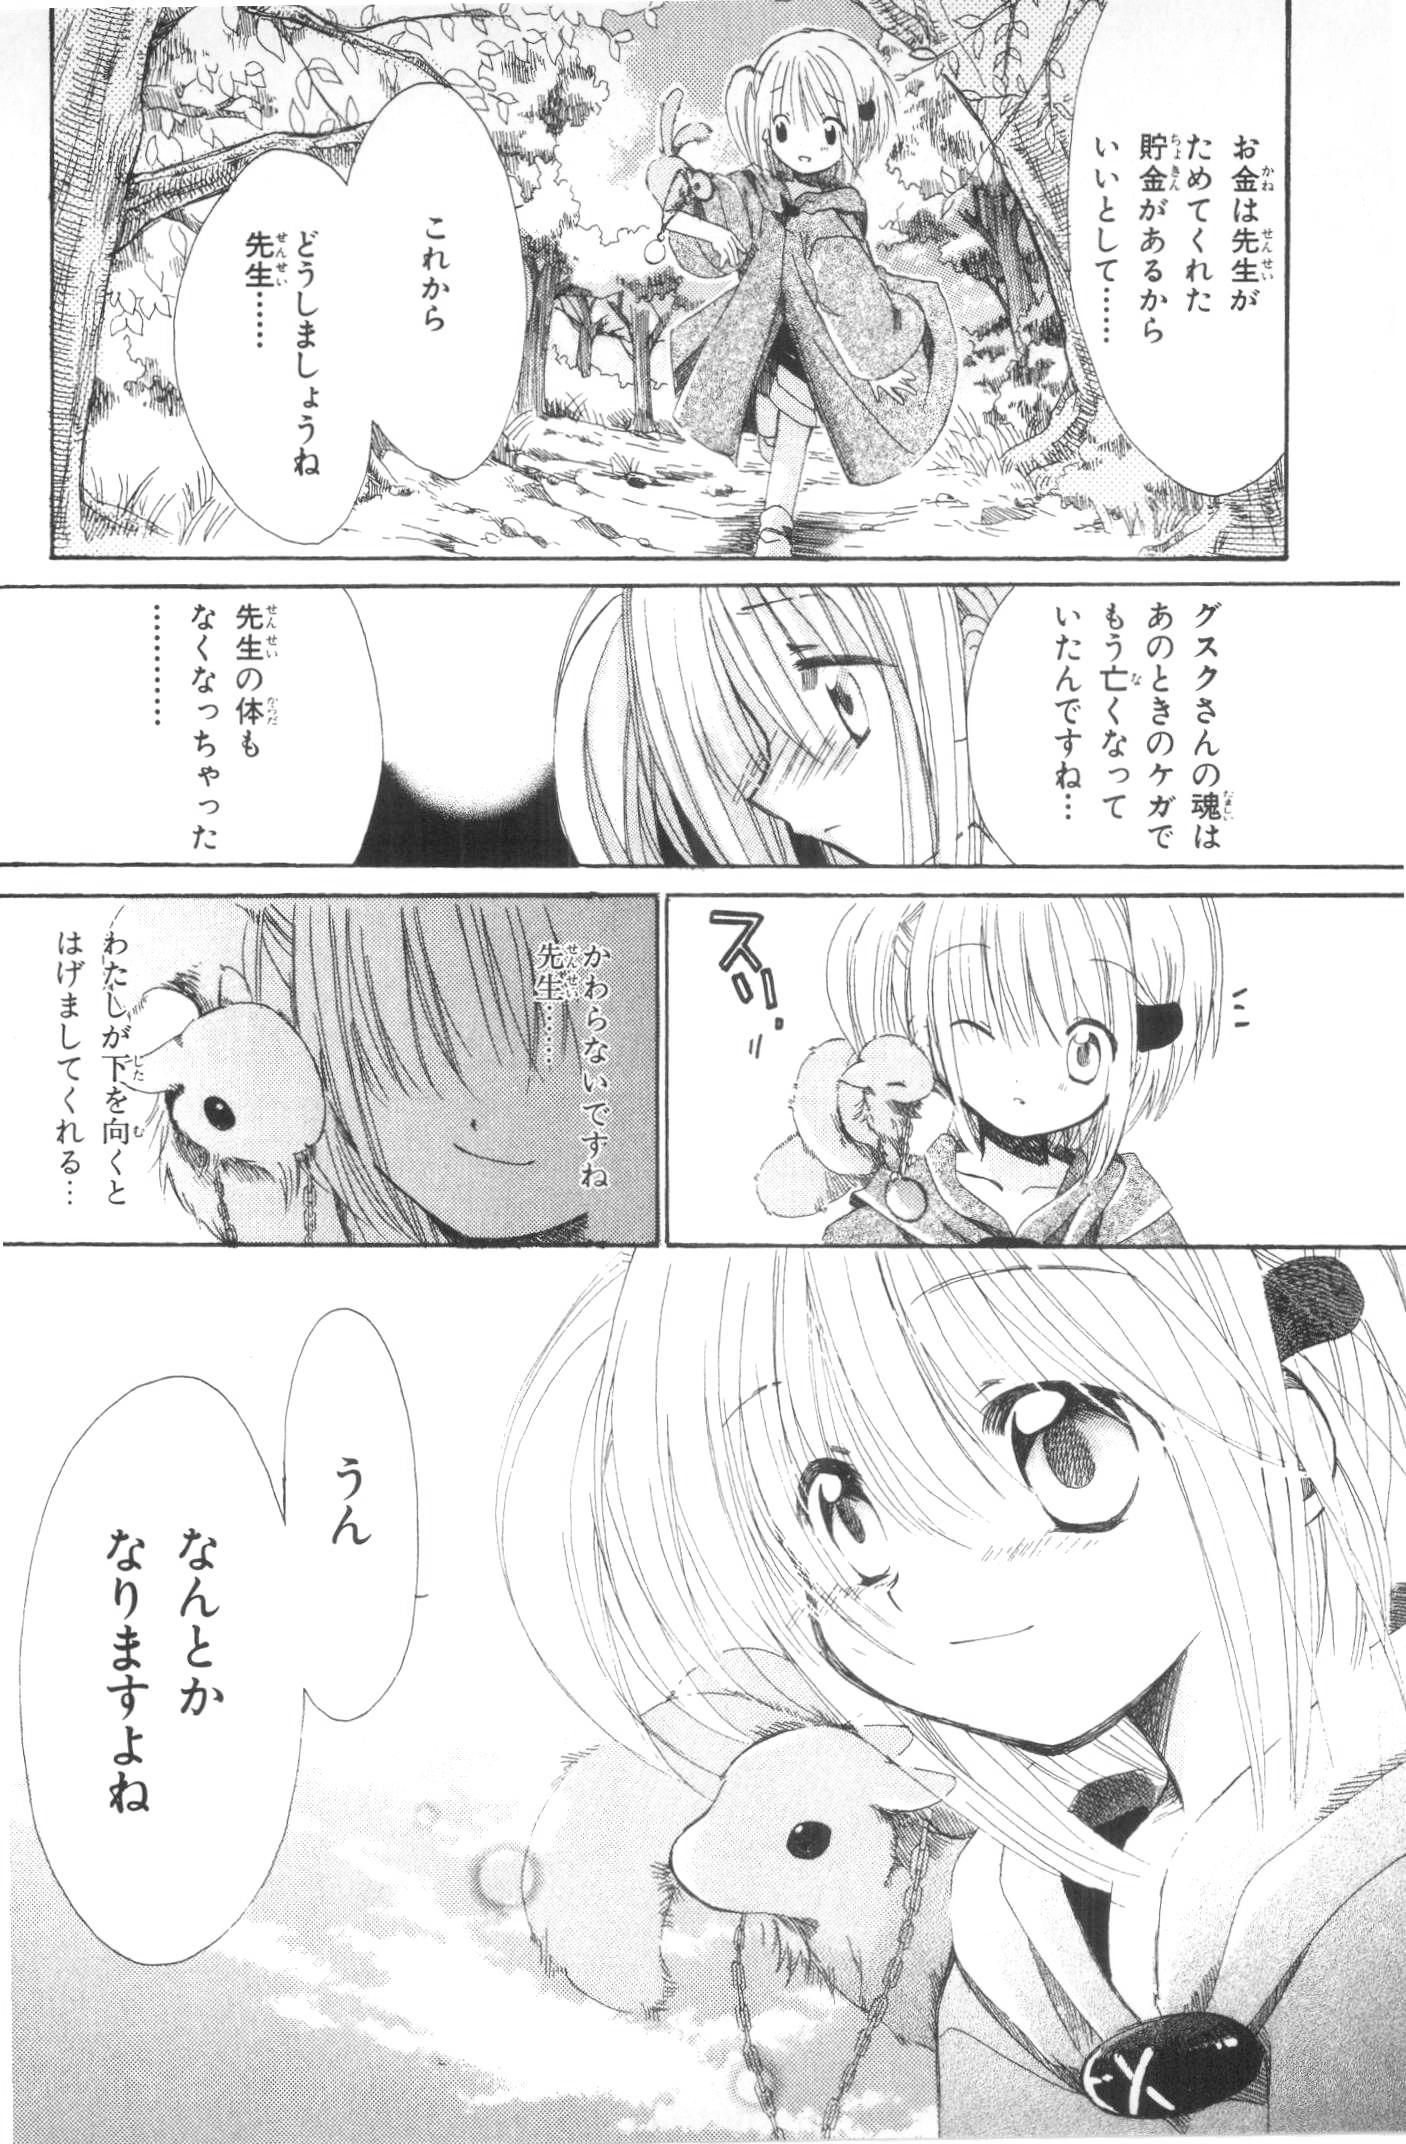 お金は先生が
ためてくれた
貯金があるから
いいとして……
これから
どうしましょうね
先生……
グスクさんの魂は
あのときのケガで
もう亡くなって
いたんですね…
先生の体も
なくなっちゃった
…………
スリ
かわらないですね
先生……
わたしが下を向くと
はげましてくれる…
うん
なんとか
なりますよね